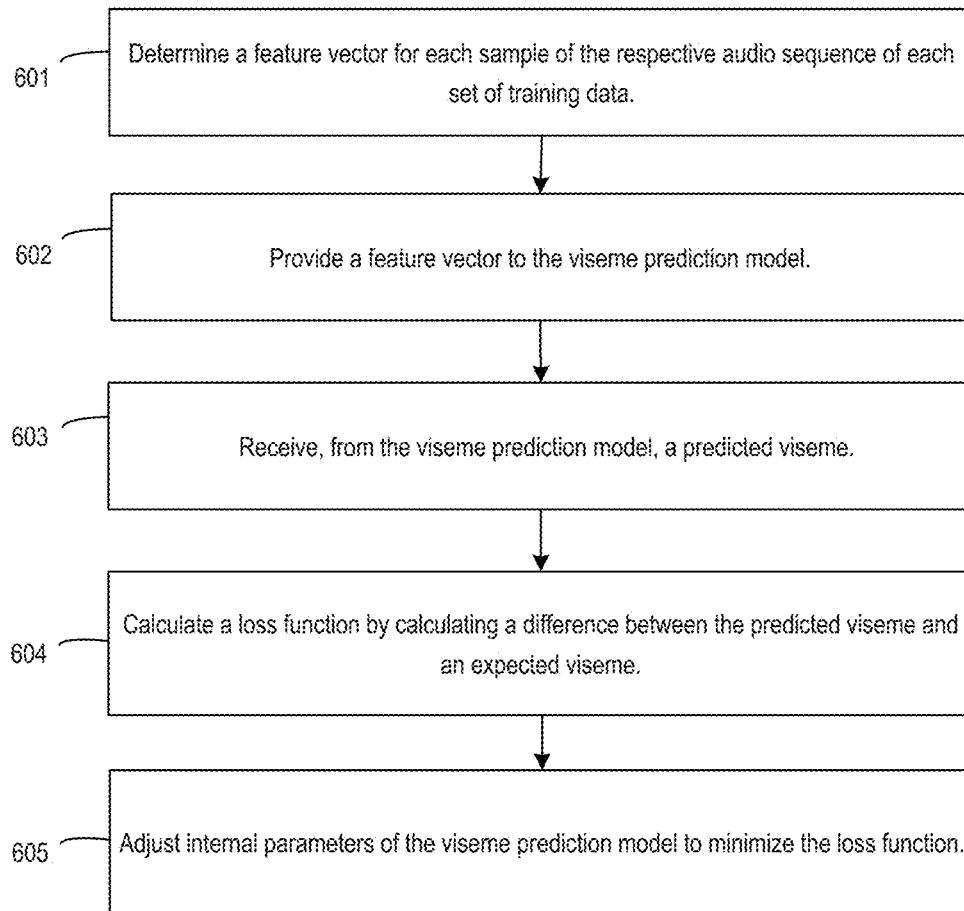 601
Determine a feature vector for each sample of the respective audio sequence of each
set of training data.
602
Provide a feature vector to the viseme prediction model.
603
Receive, from the viseme prediction model, a predicted viseme.
604
Calculate a loss function by calculating a difference between the predicted viseme and
an expected viseme.
605
Adjust internal parameters of the viseme prediction model to minimize the loss function.